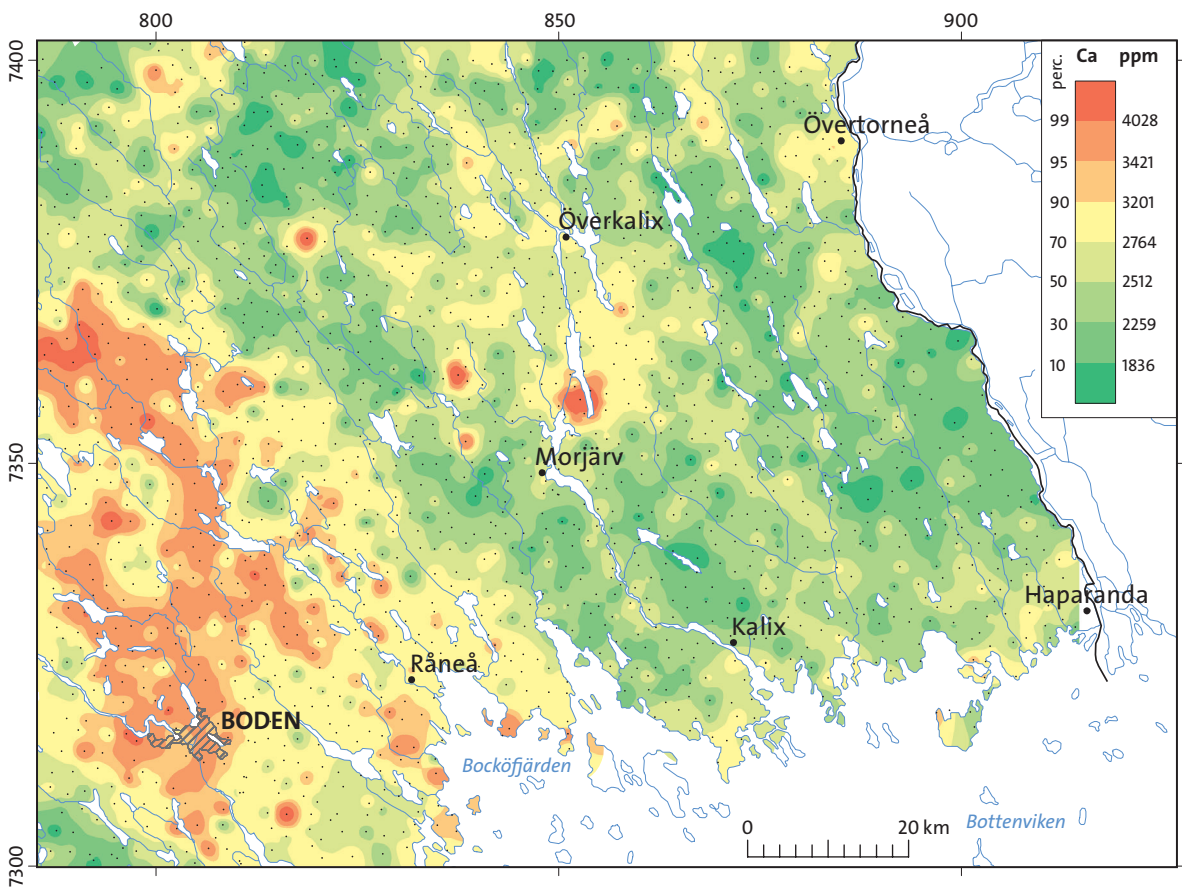 800 850 900
7400
7350
7300
perc. Ca ppm
99 4028
95 3421
90 3201
70 2764
50 2512
30 2259
10 1836
Övertorneå
Överkalix
Morjärv
Haparanda
Kalix
Råneå
BODEN
Bocköfjärden
Bottenviken
0 20 km